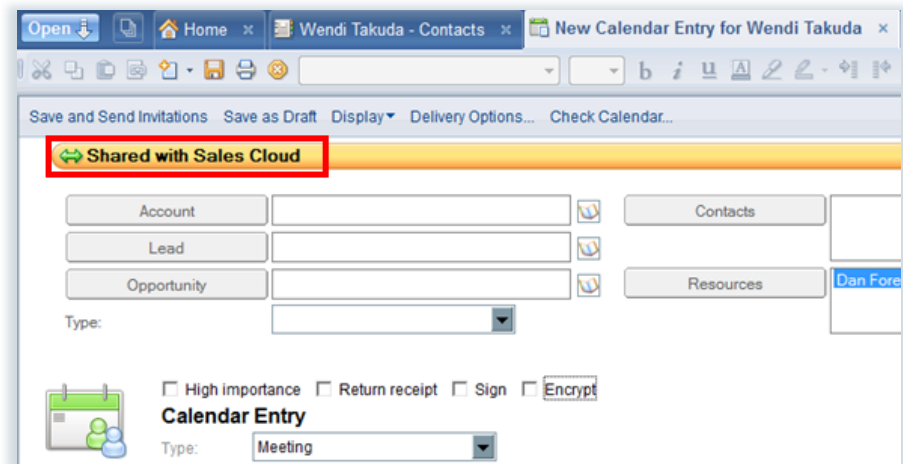 Open Home × Wendi Takuda - Contacts × New Calendar Entry for Wendi Takuda ×
b i u A
Save and Send Invitations Save as Draft Display Delivery Options... Check Calendar...
Shared with Sales Cloud
Account Contacts
Lead
Opportunity Resources Dan Fore
Type:
High importance Return receipt Sign Encrypt
Calendar Entry
Type: Meeting